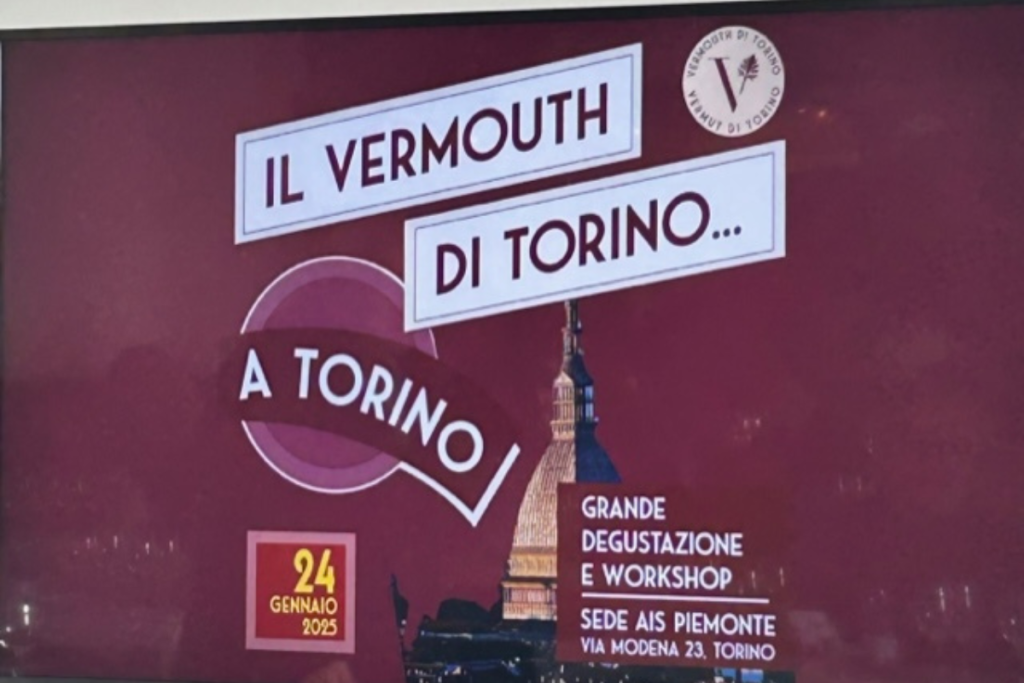 VERMOUTH DI TORINO
V
VERMUT DI TORINO
IL VERMOUTH
DI TORINO...
A TORINO
24
GENNAIO
2025
GRANDE
DEGUSTAZIONE
E WORKSHOP
SEDE AIS PIEMONTE
VIA MODENA 23, TORINO